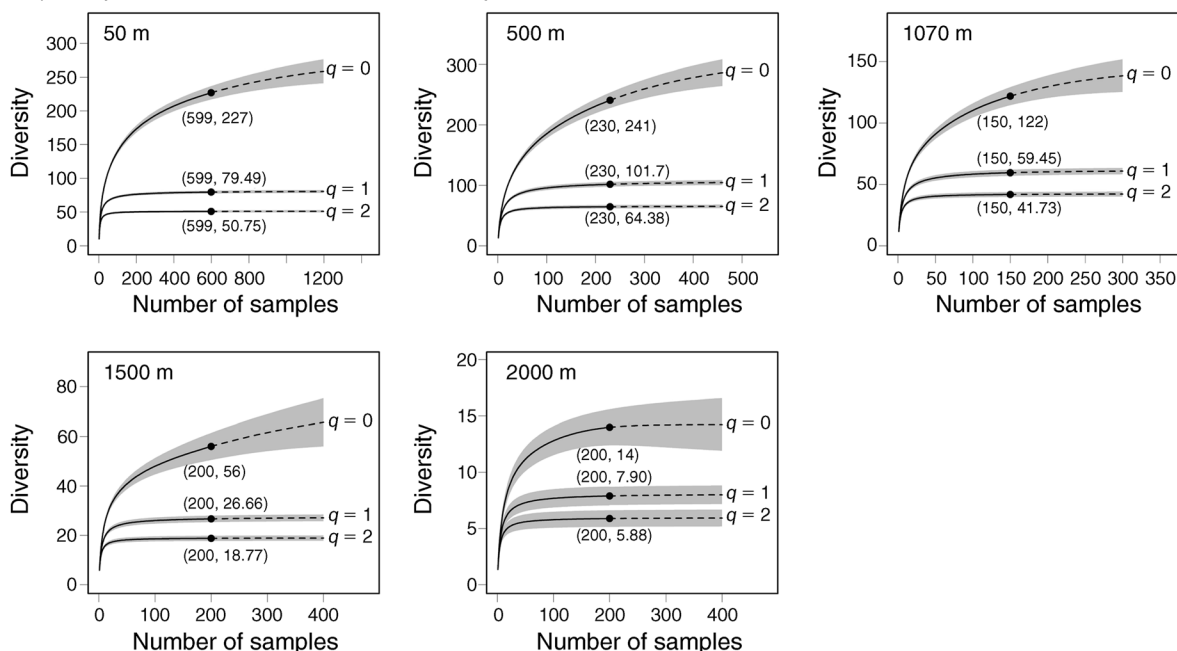 50 m
Diversity
300
250
200
150
100
50
0
q = 0
(599, 227)
(599, 79.49)
q = 1
q = 2
(599, 50.75)
0 200 400 600 800 1200
Number of samples
500 m
Diversity
300
200
100
0
q = 0
(230, 241)
(230, 101.7)
q = 1
q = 2
(230, 64.38)
0 100 200 300 400 500
Number of samples
1070 m
Diversity
150
100
50
0
q = 0
(150, 122)
(150, 59.45)
q = 1
q = 2
(150, 41.73)
0 50 100 150 200 250 300 350
Number of samples
1500 m
Diversity
80
60
40
20
0
q = 0
(200, 56)
(200, 26.66)
q = 1
q = 2
(200, 18.77)
0 100 200 300 400
Number of samples
2000 m
Diversity
20
15
10
5
0
q = 0
(200, 14)
(200, 7.90)
q = 1
q = 2
(200, 5.88)
0 100 200 300 400
Number of samples